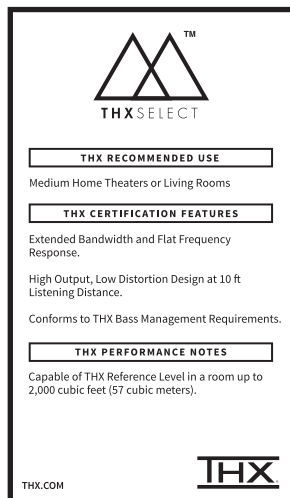 TM
THXSELECT
THX RECOMMENDED USE
Medium Home Theaters or Living Rooms
THX CERTIFICATION FEATURES
Extended Bandwidth and Flat Frequency
Response.
High Output, Low Distortion Design at 10 ft
Listening Distance.
Conforms to THX Bass Management Requirements.
THX PERFORMANCE NOTES
Capable of THX Reference Level in a room up to
2,000 cubic feet (57 cubic meters).
THX.COM
THX